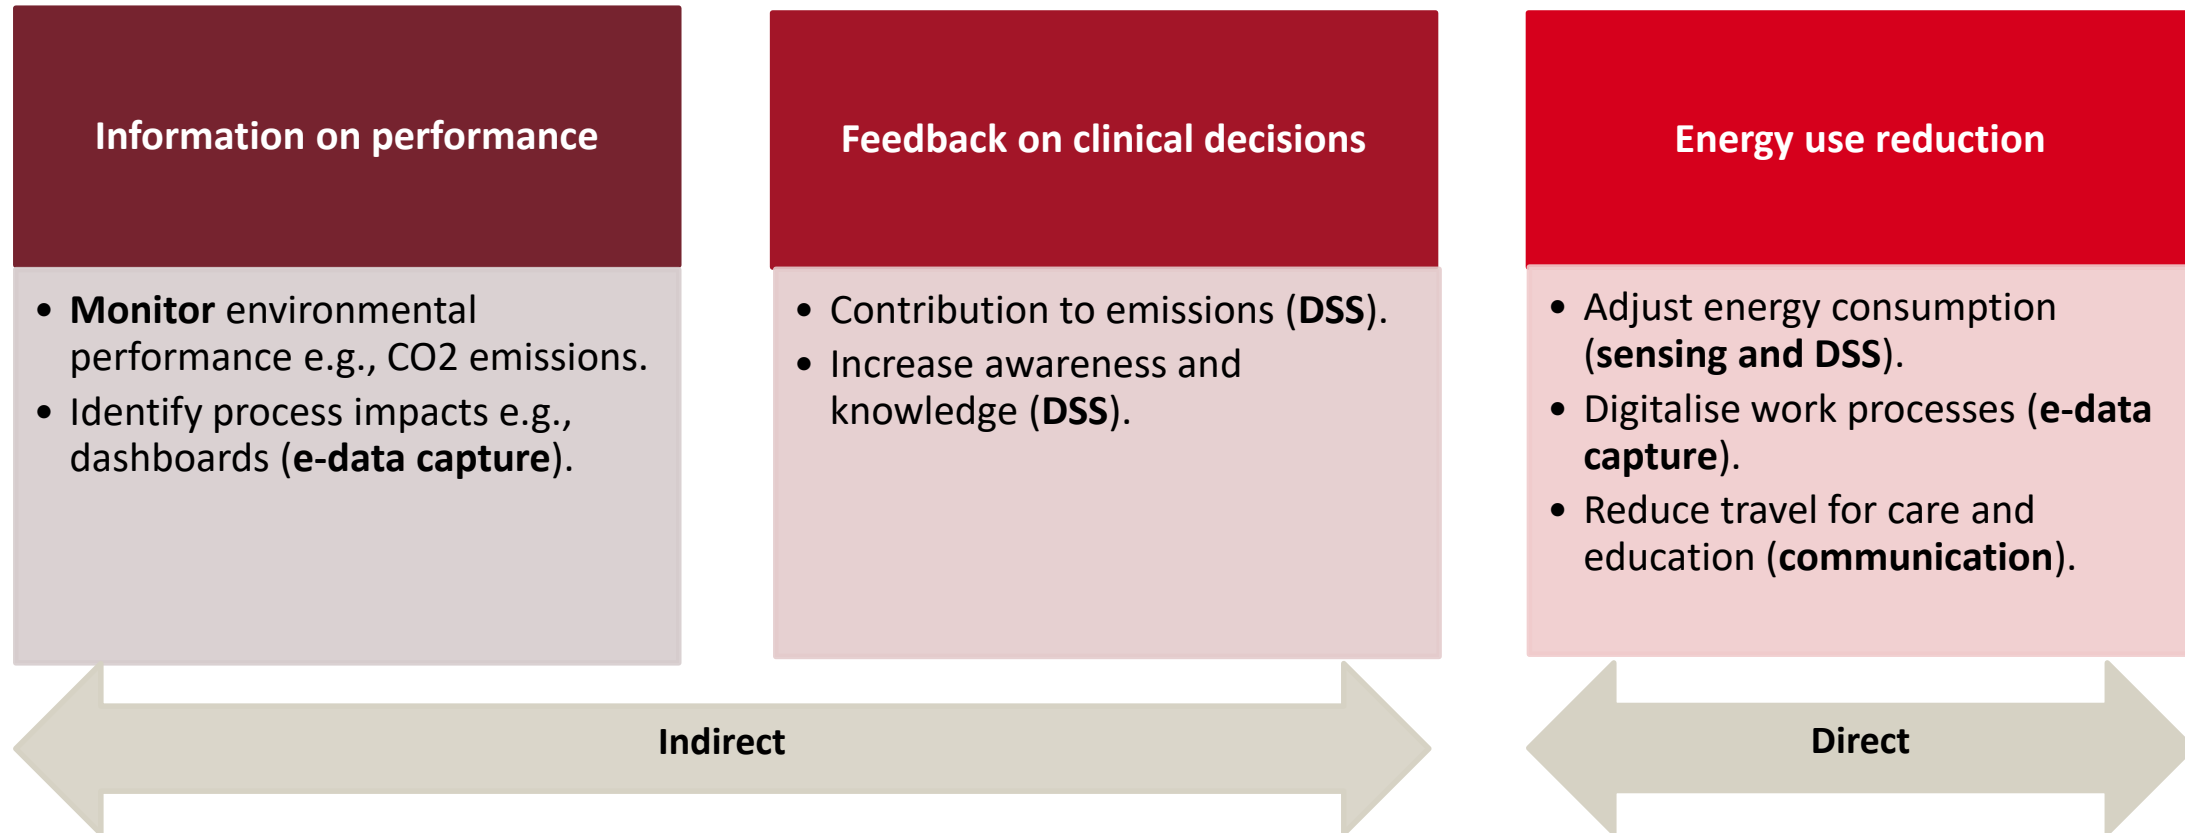 Information on performance
• Monitor environmental
performance e.g., CO2 emissions.
• Identify process impacts e.g.,
dashboards (e-data capture).
Feedback on clinical decisions
• Contribution to emissions (DSS).
• Increase awareness and
knowledge (DSS).
Energy use reduction
• Adjust energy consumption
(sensing and DSS).
• Digitalise work processes (e-data
capture).
• Reduce travel for care and
education (communication).
Indirect
Direct